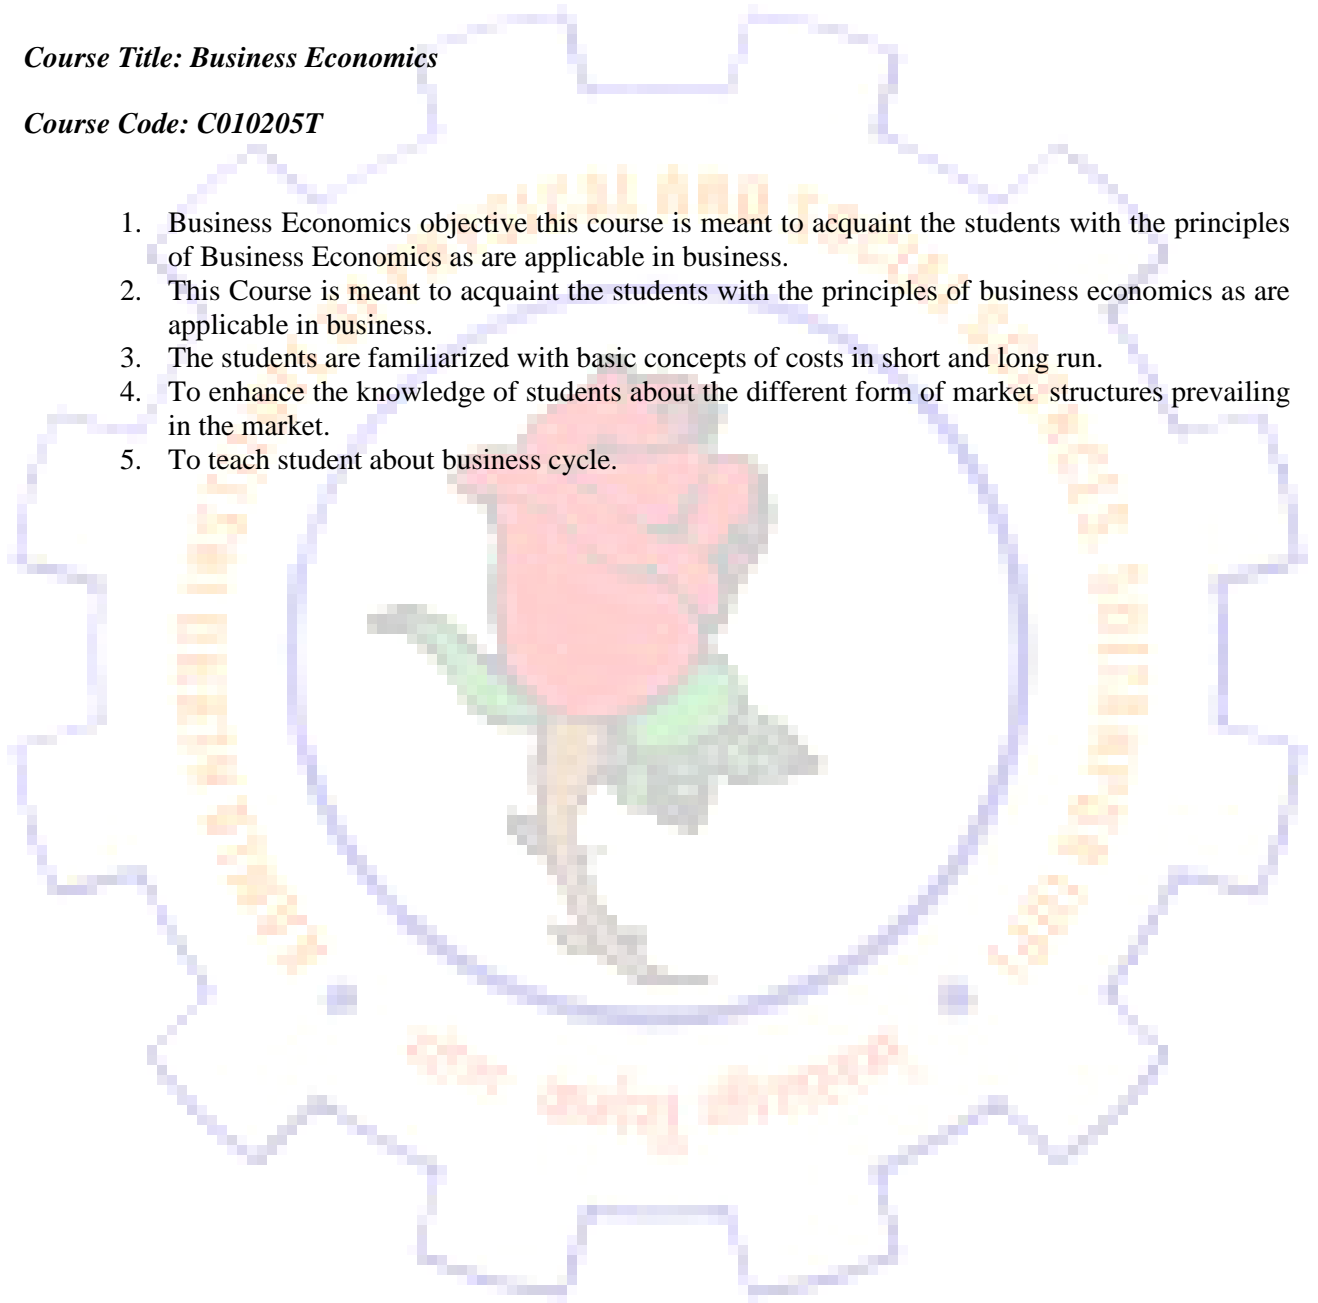 Course Title: Business Economics
Course Code: C010205T
1. Business Economics objective this course is meant to acquaint the students with the principles
of Business Economics as are applicable in business.
2. This Course is meant to acquaint the students with the principles of business economics as are
applicable in business.
3. The students are familiarized with basic concepts of costs in short and long run.
4. To enhance the knowledge of students about the different form of market  structures prevailing
in the market.
5. To teach student about business cycle.